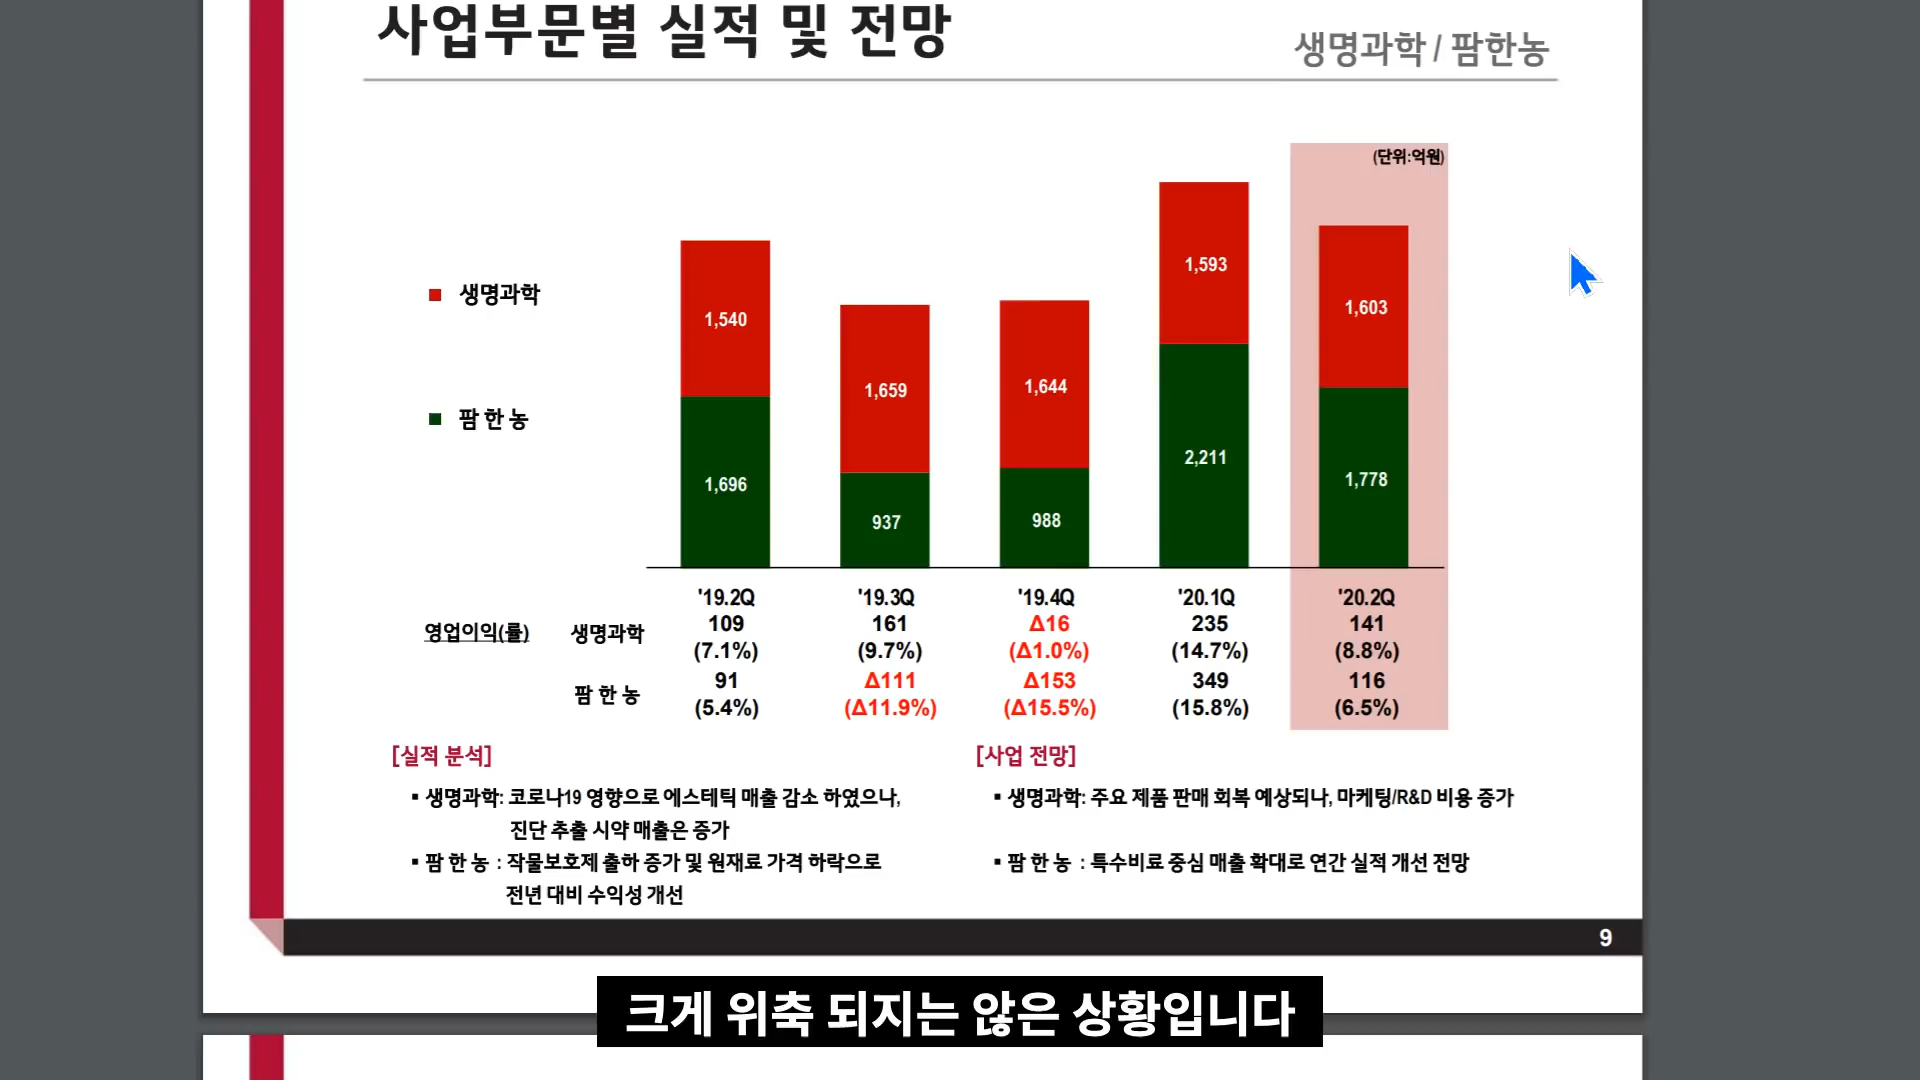 사업부문별 실적 및 전망
생명과학 / 팜한농
(단위:억원)
생명과학
팜 한 농
1,540
1,659
1,644
1,593
1,603
1,696
937
988
2,211
1,778
'19.2Q '19.3Q '19.4Q '20.1Q '20.2Q
영업이익(률) 생명과학 109 161 Δ16 235 141
(7.1%) (9.7%) (Δ1.0%) (14.7%) (8.8%)
팜 한 농 91 Δ111 Δ153 349 116
(5.4%) (Δ11.9%) (Δ15.5%) (15.8%) (6.5%)
[실적 분석]
▪ 생명과학: 코로나19 영향으로 에스테틱 매출 감소 하였으나,
진단 추출 시약 매출은 증가
▪ 팜 한 농 : 작물보호제 출하 증가 및 원재료 가격 하락으로
전년 대비 수익성 개선
[사업 전망]
▪ 생명과학: 주요 제품 판매 회복 예상되나, 마케팅/R&D 비용 증가
▪ 팜 한 농 : 특수비료 중심 매출 확대로 연간 실적 개선 전망
9
크게 위축 되지는 않은 상황입니다